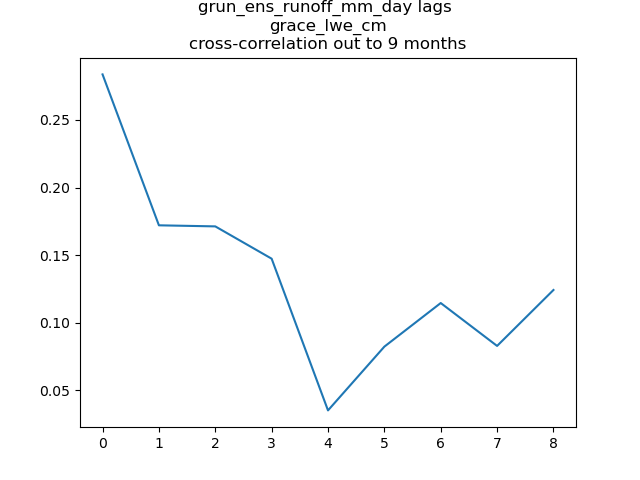 grun_ens_runoff_mm_day lags
grace_lwe_cm
cross-correlation out to 9 months
0.25
0.20
0.15
0.10
0.05
0 1 2 3 4 5 6 7 8